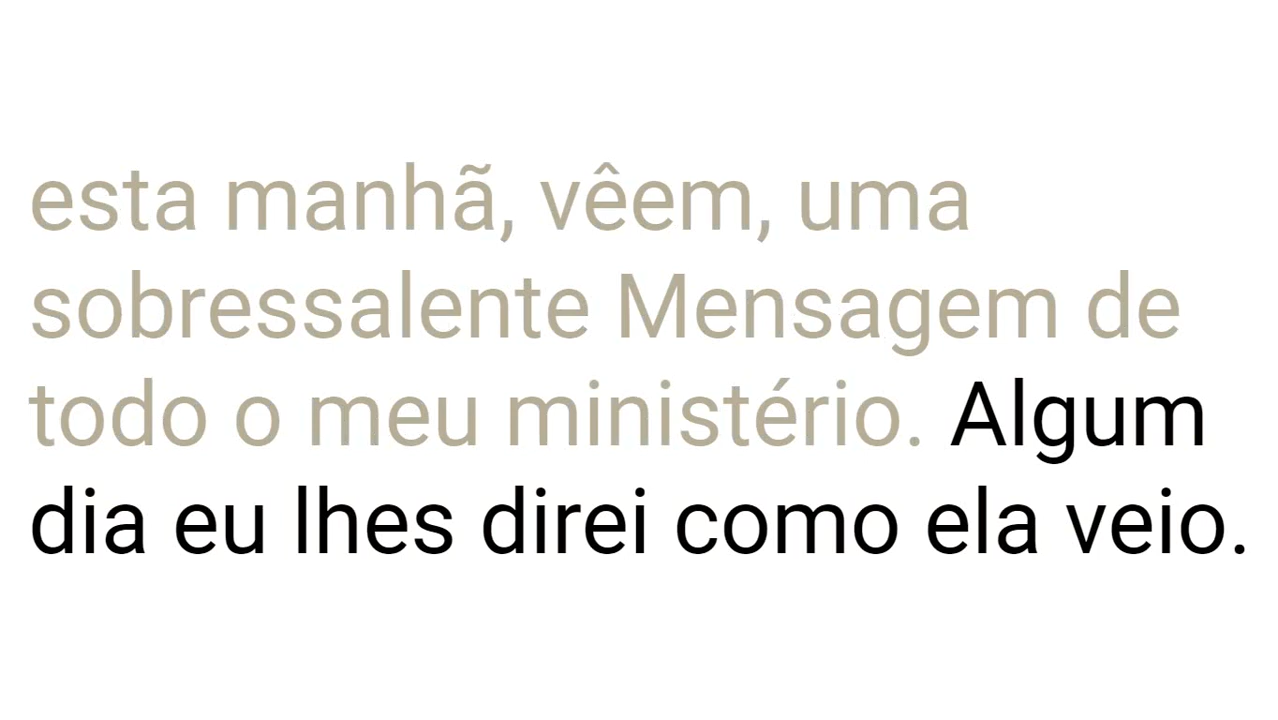 esta manhã, vêem, uma
sobressalente Mensagem de
todo o meu ministério. Algum
dia eu lhes direi como ela veio.